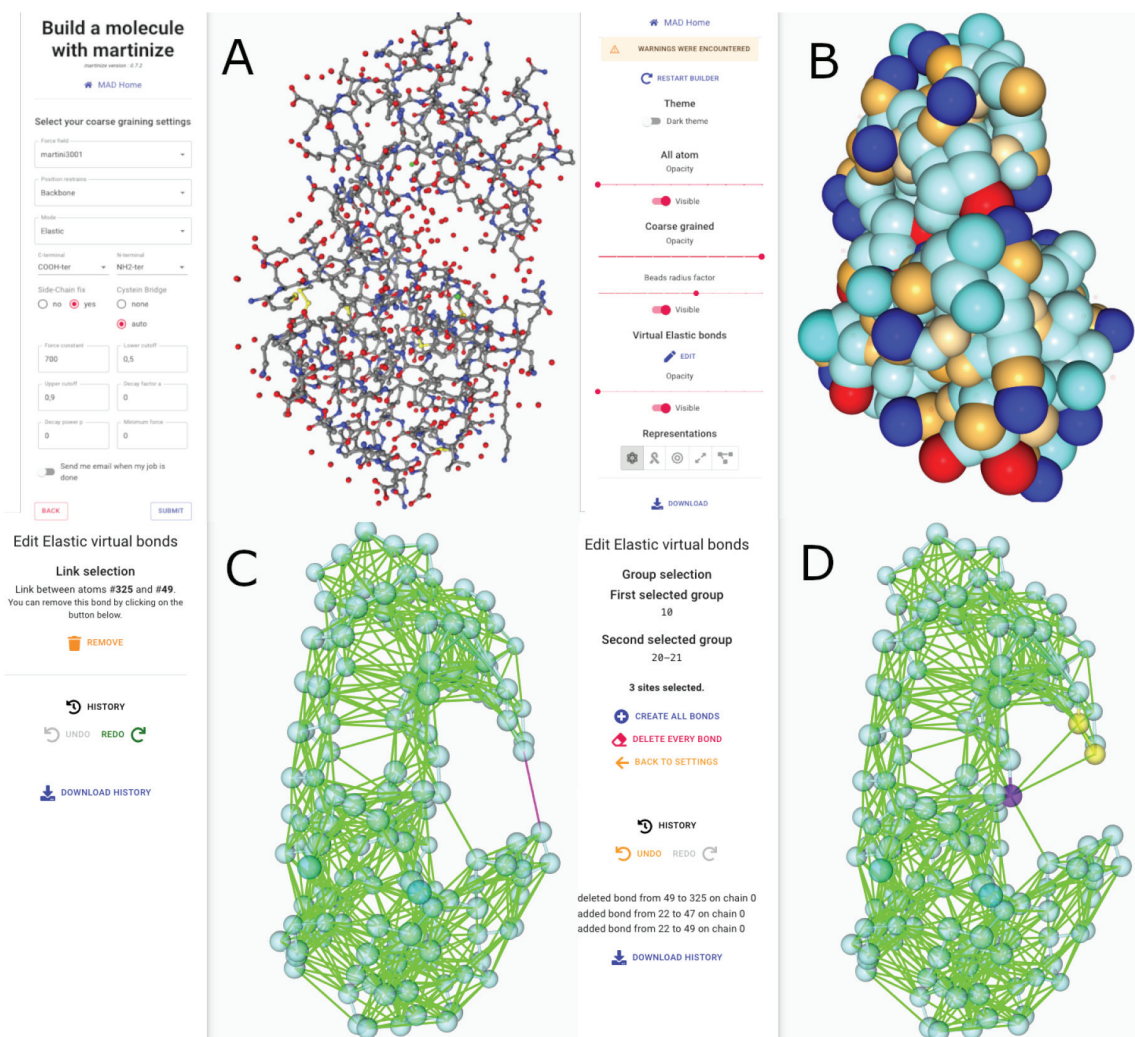 Build a molecule
with martinize
martinize version : 0.7.2
MAD Home
Select your coarse graining settings
Force field
martini3001
Position restrains
Backbone
Mode
Elastic
C-terminal N-terminal
COOH-ter NH2-ter
Side-Chain fix Cystein Bridge
no yes none
auto
Force constant Lower cutoff
700 0,5
Upper cutoff Decay factor a
0,9 0
Decay power p Minimum force
0 0
Send me email when my job is
done
BACK SUBMIT
A
MAD Home
WARNINGS WERE ENCOUNTERED
RESTART BUILDER
Theme
Dark theme
All atom
Opacity
Visible
Coarse grained
Opacity
Beads radius factor
Visible
Virtual Elastic bonds
EDIT
Opacity
Visible
Representations
DOWNLOAD
B
Edit Elastic virtual bonds
Link selection
Link between atoms #325 and #49.
You can remove this bond by clicking on the
button below.
REMOVE
HISTORY
UNDO REDO
DOWNLOAD HISTORY
C
Edit Elastic virtual bonds
Group selection
First selected group
10
Second selected group
20-21
3 sites selected.
CREATE ALL BONDS
DELETE EVERY BOND
BACK TO SETTINGS
HISTORY
UNDO REDO
deleted bond from 49 to 325 on chain 0
added bond from 22 to 47 on chain 0
added bond from 22 to 49 on chain 0
DOWNLOAD HISTORY
D